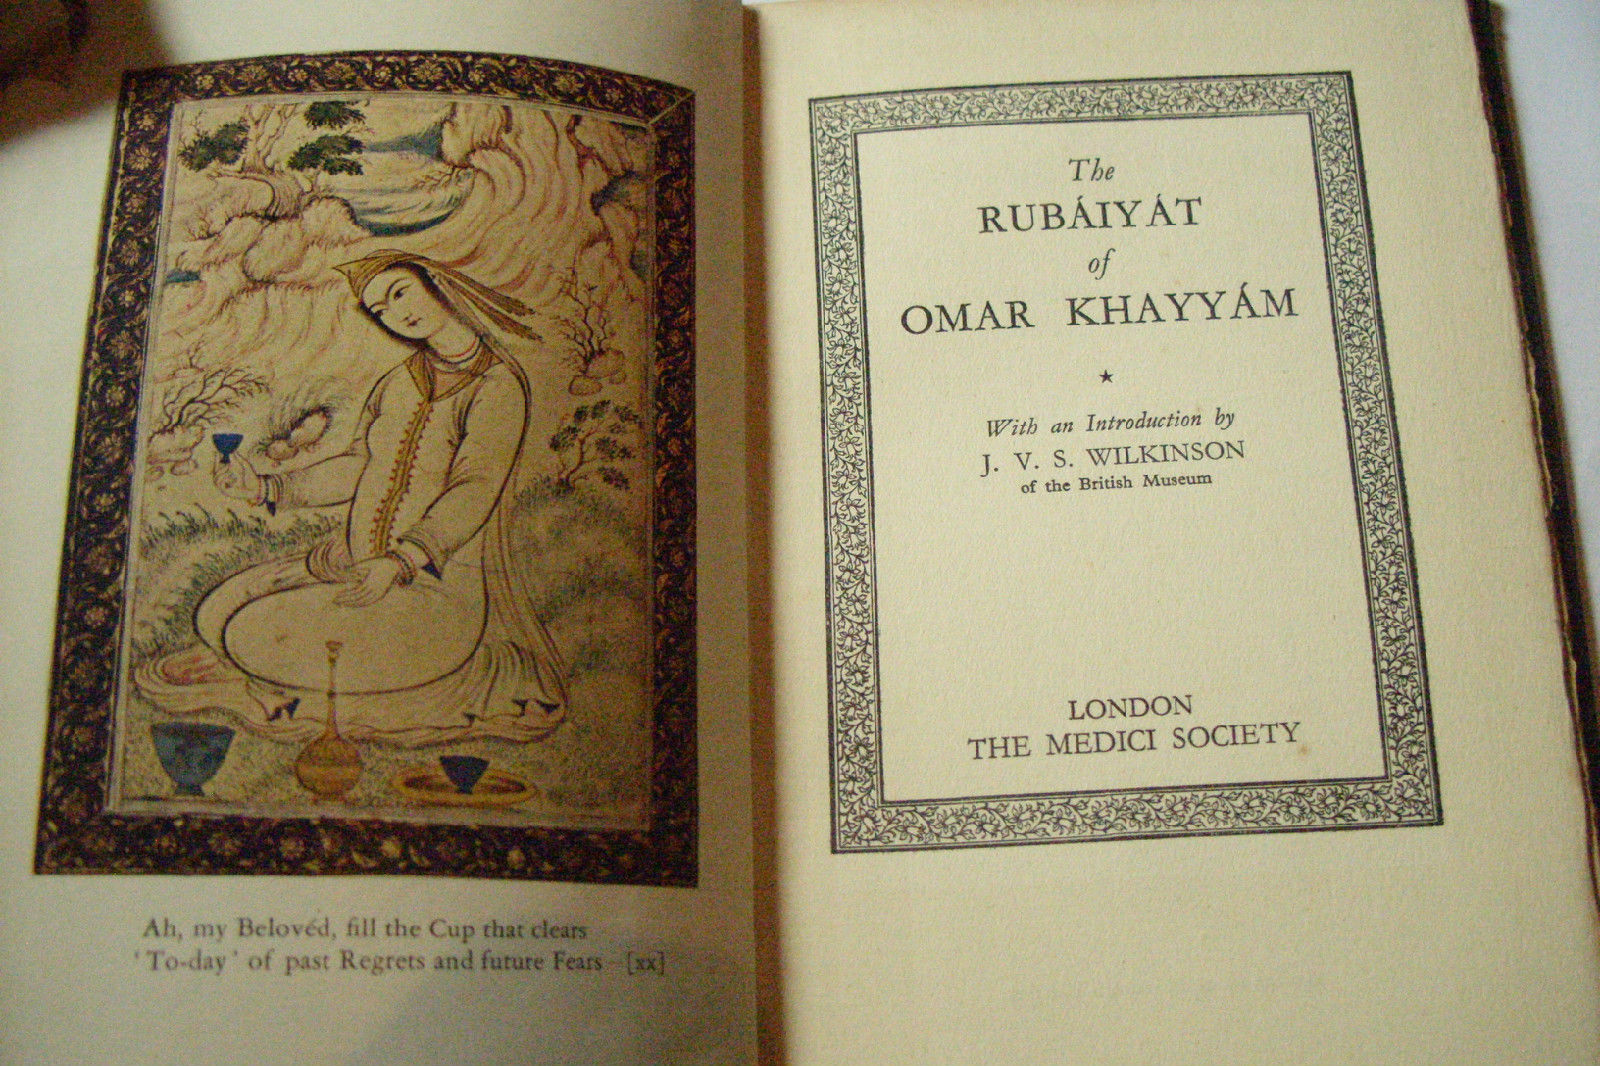 Ah, my Belovéd, fill the Cup that clears
‘To-day’ of past Regrets and future Fears—[xx]
The
RUBÁIYÁT
of
OMAR KHAYYÁM
★
With an Introduction by
J. V. S. WILKINSON
of the British Museum
LONDON
THE MEDICI SOCIETY